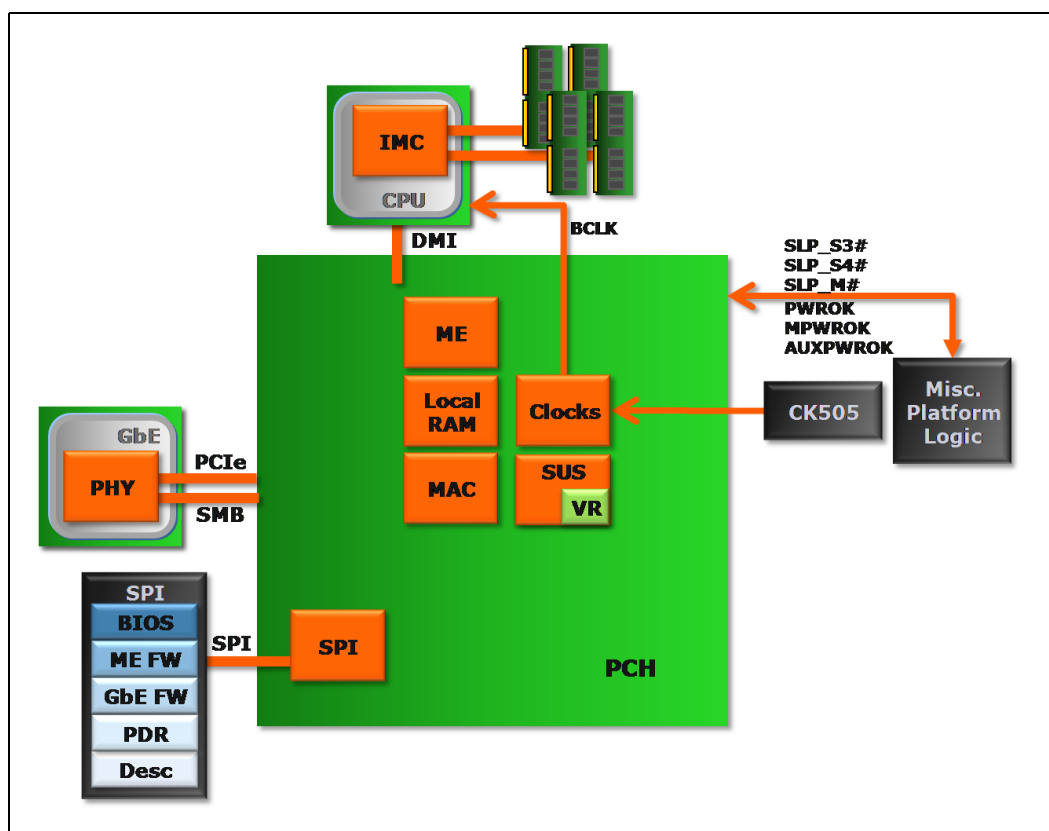 IMC
CPU
DMI
BCLK
SLP_S3#
SLP_S4#
SLP_M#
PWROK
MPWROK
AUXPWROK
ME
Local
RAM
Clocks
CK505
Misc.
Platform
Logic
GbE
PHY
PCIe
SMB
MAC
SUS
VR
SPI
BIOS
ME FW
GbE FW
PDR
Desc
SPI
SPI
PCH